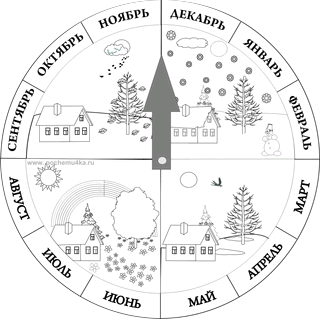 ДЕКАБРЬ
ЯНВАРЬ
ФЕВРАЛЬ
МАРТ
АПРЕЛЬ
МАЙ
ИЮНЬ
ИЮЛЬ
АВГУСТ
СЕНТЯБРЬ
ОКТЯБРЬ
НОЯБРЬ
www.pochemu4ka.ru